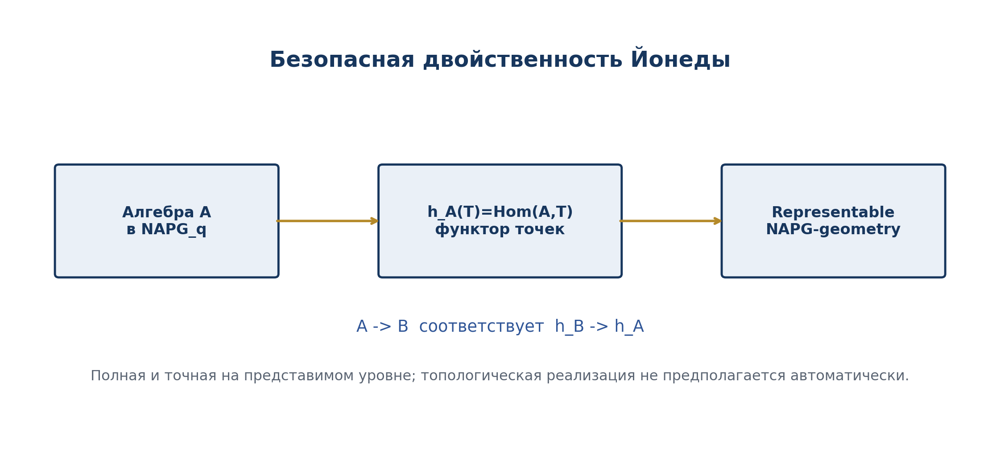 Безопасная двойственность Йонеды
Алгебра A
в NAPG_q
h_A(T)=Hom(A,T)
функтор точек
Representable
NAPG-geometry
A -> B  соответствует  h_B -> h_A
Полная и точная на представимом уровне; топологическая реализация не предполагается автоматически.